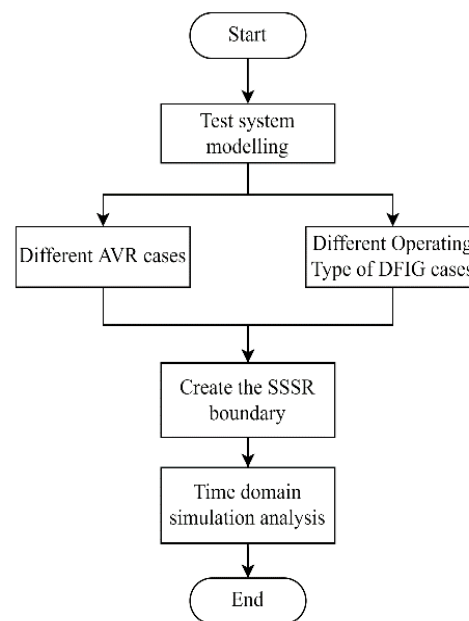 Start
Test system
modelling
Different AVR cases
Different Operating
Type of DFIG cases
Create the SSSR
boundary
Time domain
simulation analysis
End